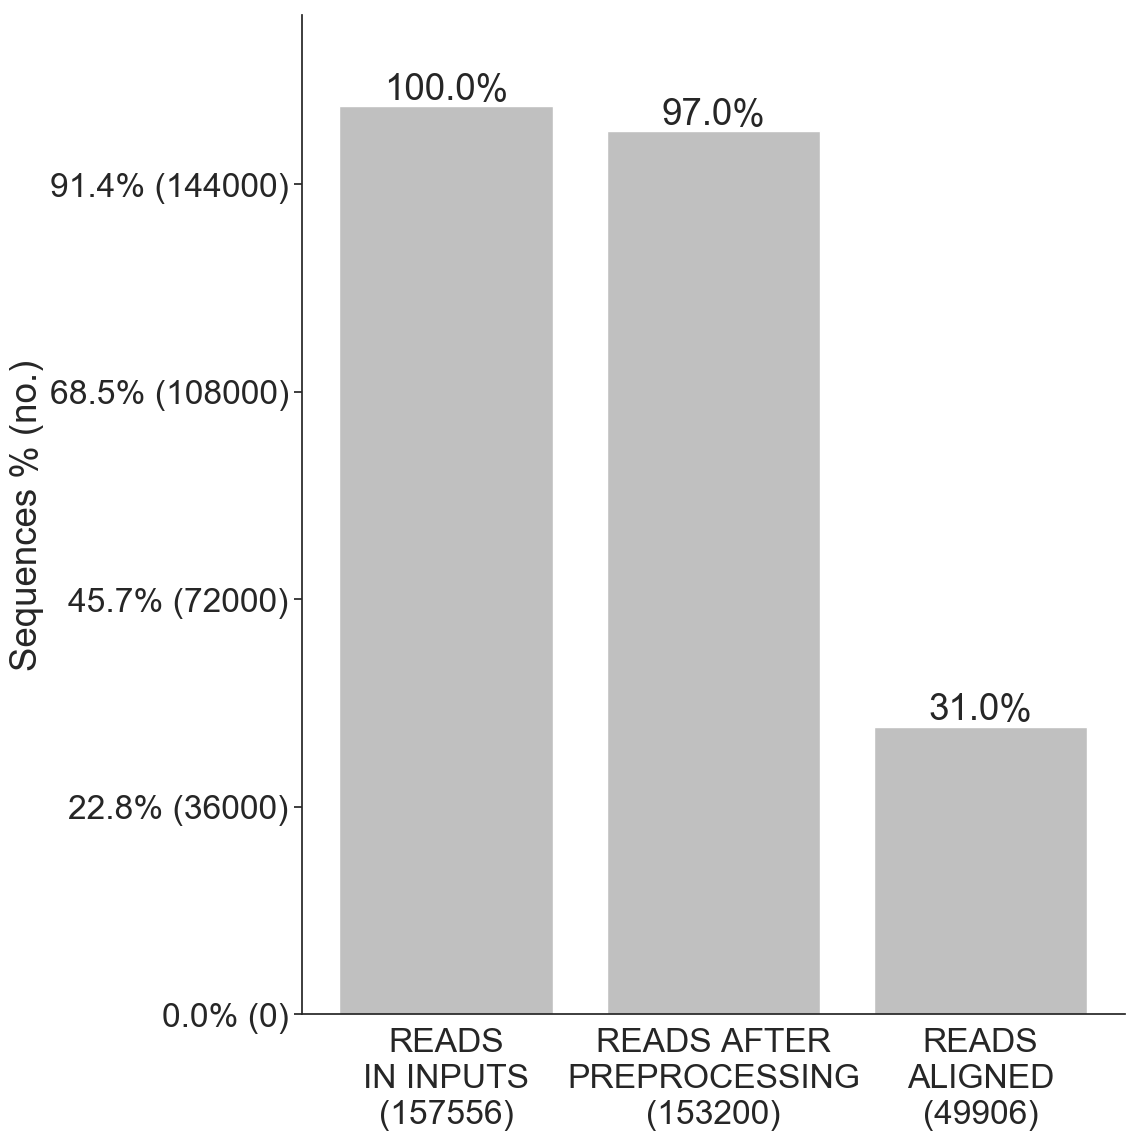 100.0%
97.0%
91.4% (144000)
68.5% (108000)
Sequences % (no.)
45.7% (72000)
31.0%
22.8% (36000)
0.0% (0)
READS
IN INPUTS
(157556)
READS AFTER
PREPROCESSING
(153200)
READS
ALIGNED
(49906)